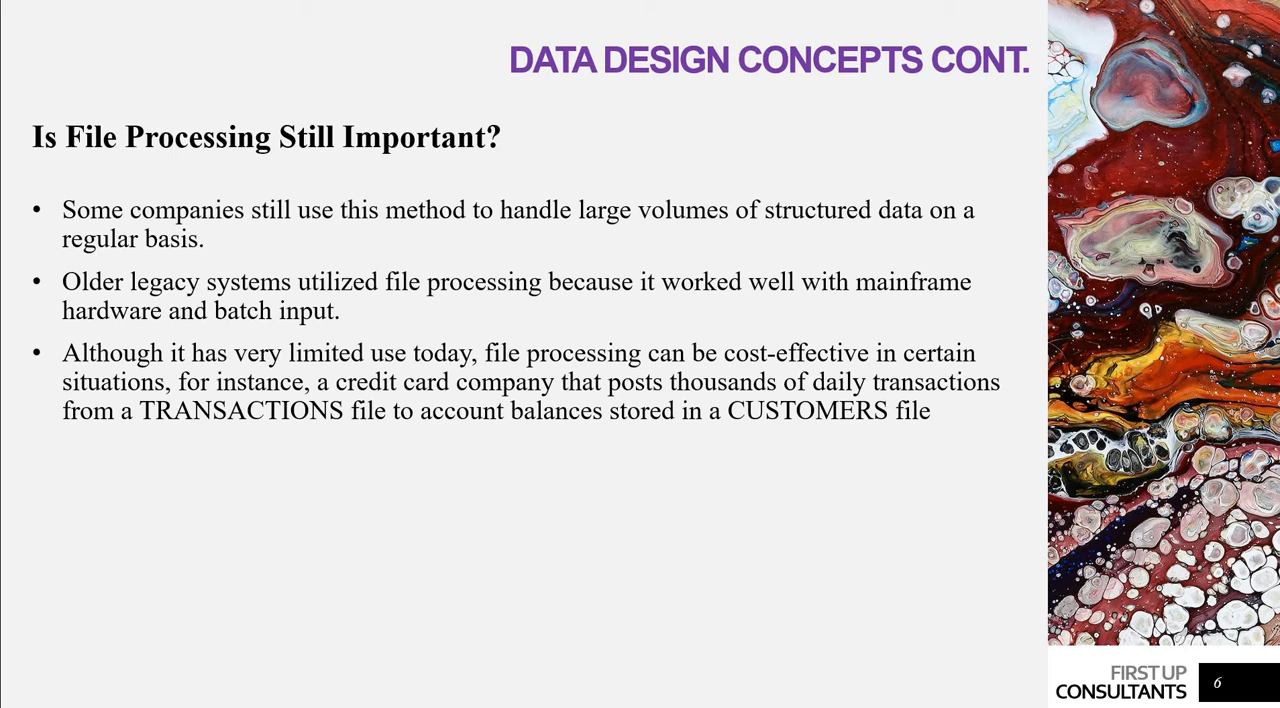 DATA DESIGN CONCEPTS CONT.
Is File Processing Still Important?
• Some companies still use this method to handle large volumes of structured data on a
regular basis.
• Older legacy systems utilized file processing because it worked well with mainframe
hardware and batch input.
• Although it has very limited use today, file processing can be cost-effective in certain
situations, for instance, a credit card company that posts thousands of daily transactions
from a TRANSACTIONS file to account balances stored in a CUSTOMERS file
FIRST UP
CONSULTANTS
6